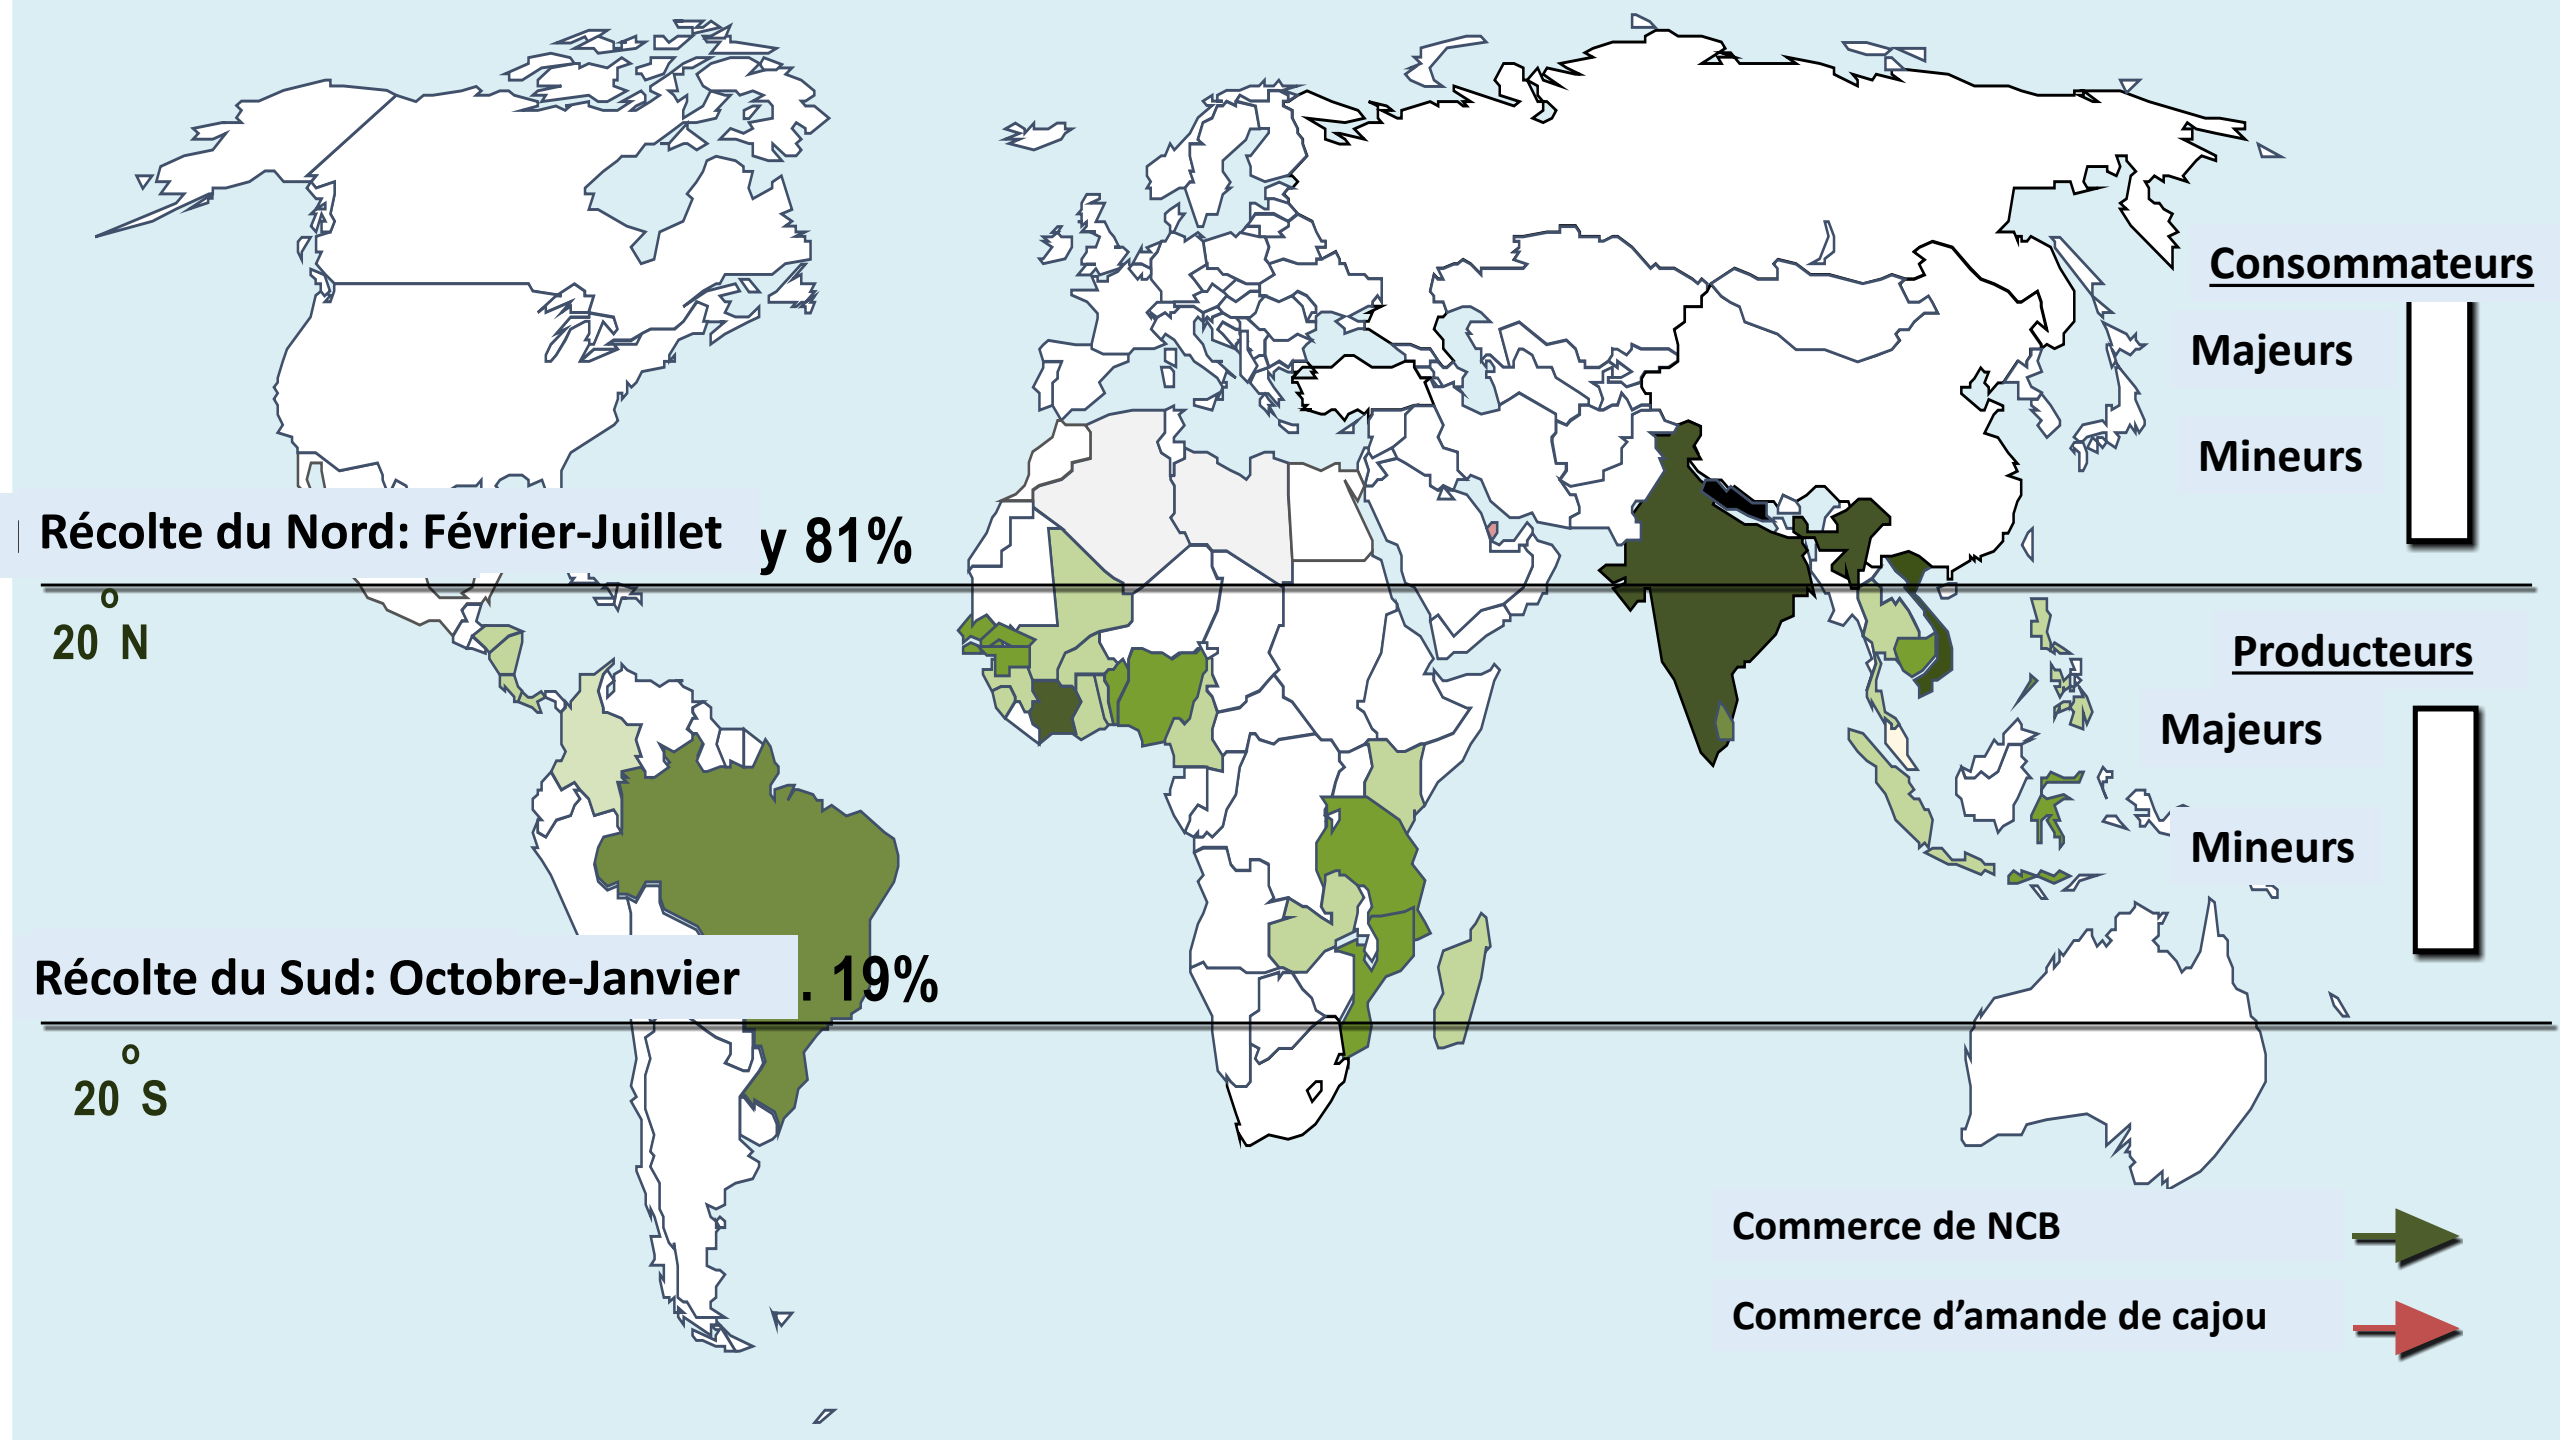 Consommateurs
Majeurs
Mineurs
Récolte du Nord: Février-Juillet
y 81%
20 o N
Producteurs
Majeurs
Mineurs
Récolte du Sud: Octobre-Janvier
. 19%
20 o S
Commerce de NCB
Commerce d’amande de cajou